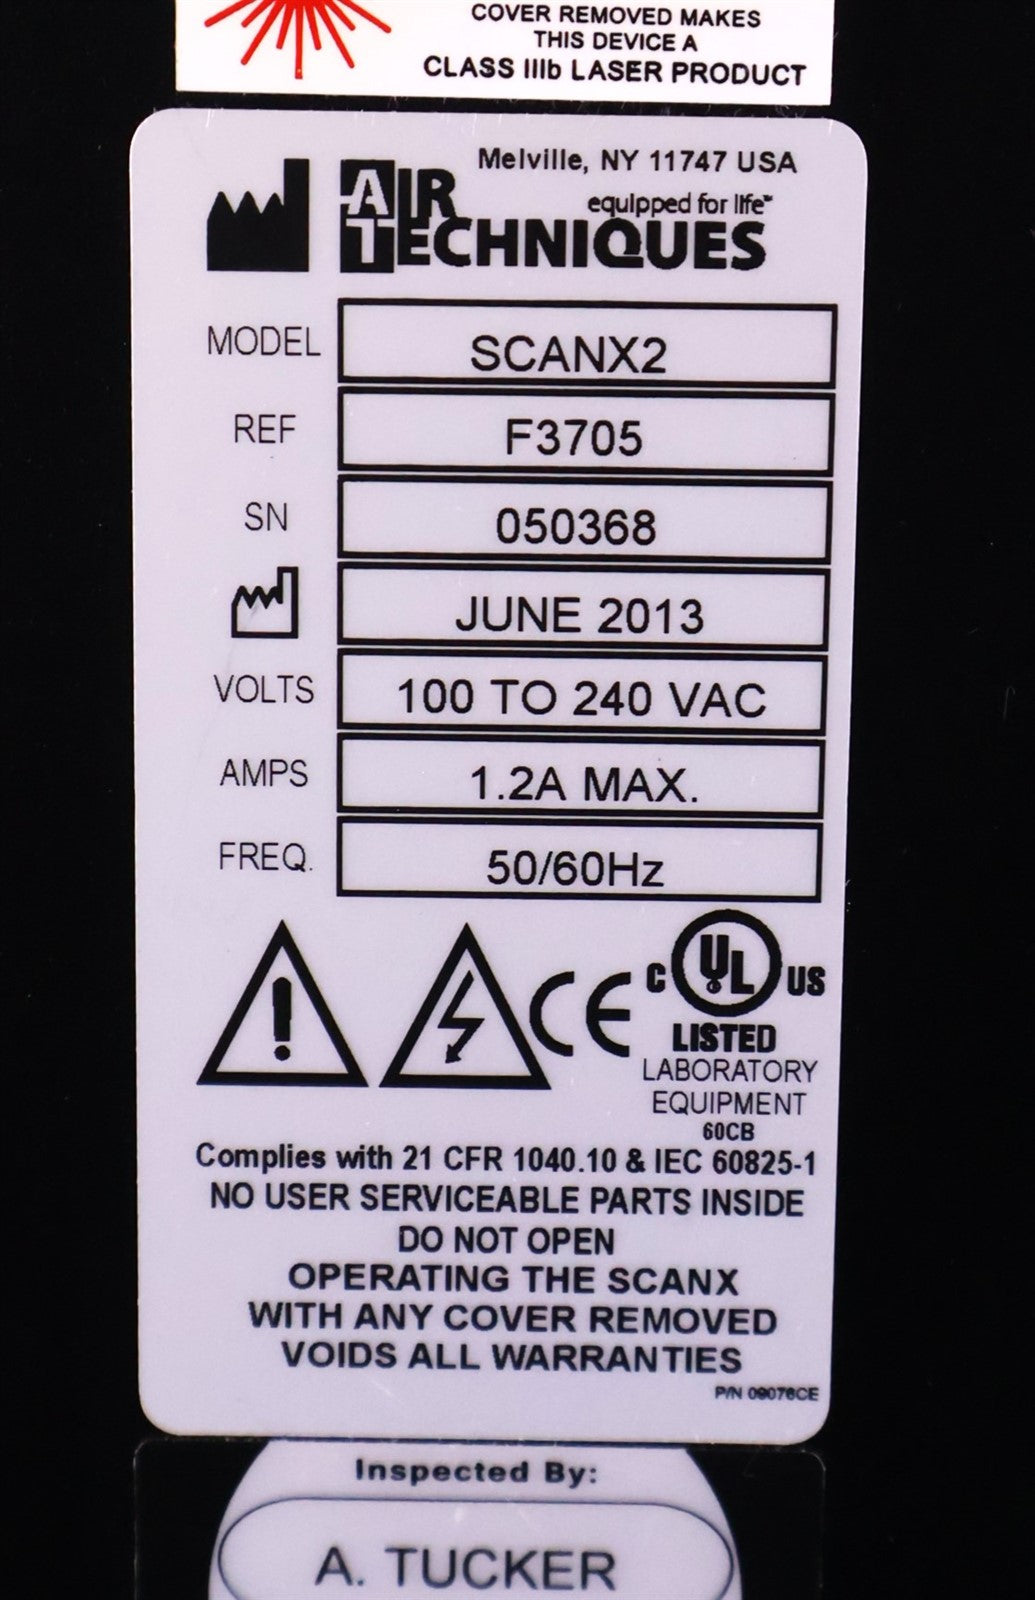 COVER REMOVED MAKES
THIS DEVICE A
CLASS IIIb LASER PRODUCT
Melville, NY 11747 USA
AIR
equipped for life™
TECHNIQUES
MODEL SCANX2
REF F3705
SN 050368
JUNE 2013
VOLTS 100 TO 240 VAC
AMPS 1.2A MAX.
FREQ. 50/60Hz
CE
C UL US
LISTED
LABORATORY
EQUIPMENT
60CB
Complies with 21 CFR 1040.10 & IEC 60825-1
NO USER SERVICEABLE PARTS INSIDE
DO NOT OPEN
OPERATING THE SCANX
WITH ANY COVER REMOVED
VOIDS ALL WARRANTIES
P/N 09076CE
Inspected By:
A. TUCKER